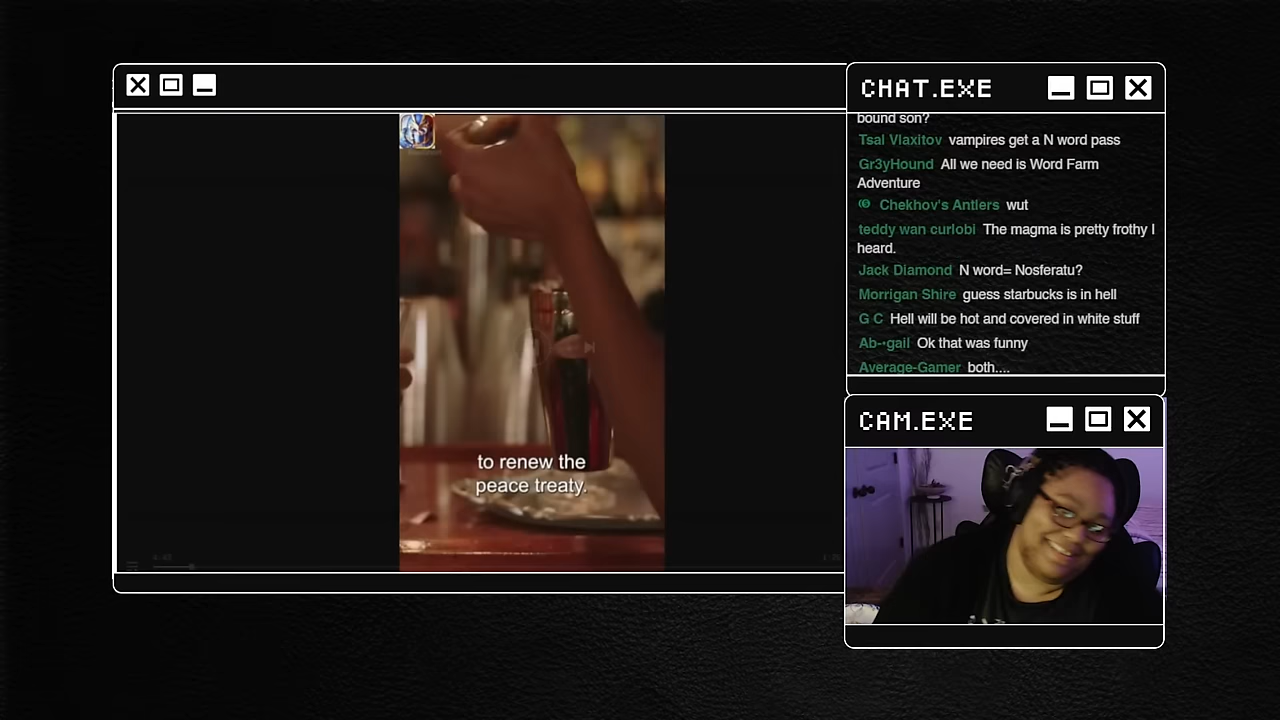 to renew the
peace treaty.
CHAT.EXE
bound son?
Tsal Vlaxitov vampires get a N word pass
Gr3yHound All we need is Word Farm
Adventure
Chekhov's Antlers wut
teddy wan curlobi The magma is pretty frothy I
heard.
Jack Diamond N word= Nosferatu?
Morrigan Shire guess starbucks is in hell
G C Hell will be hot and covered in white stuff
Ab-·gail Ok that was funny
Average-Gamer both....
CAM.EXE